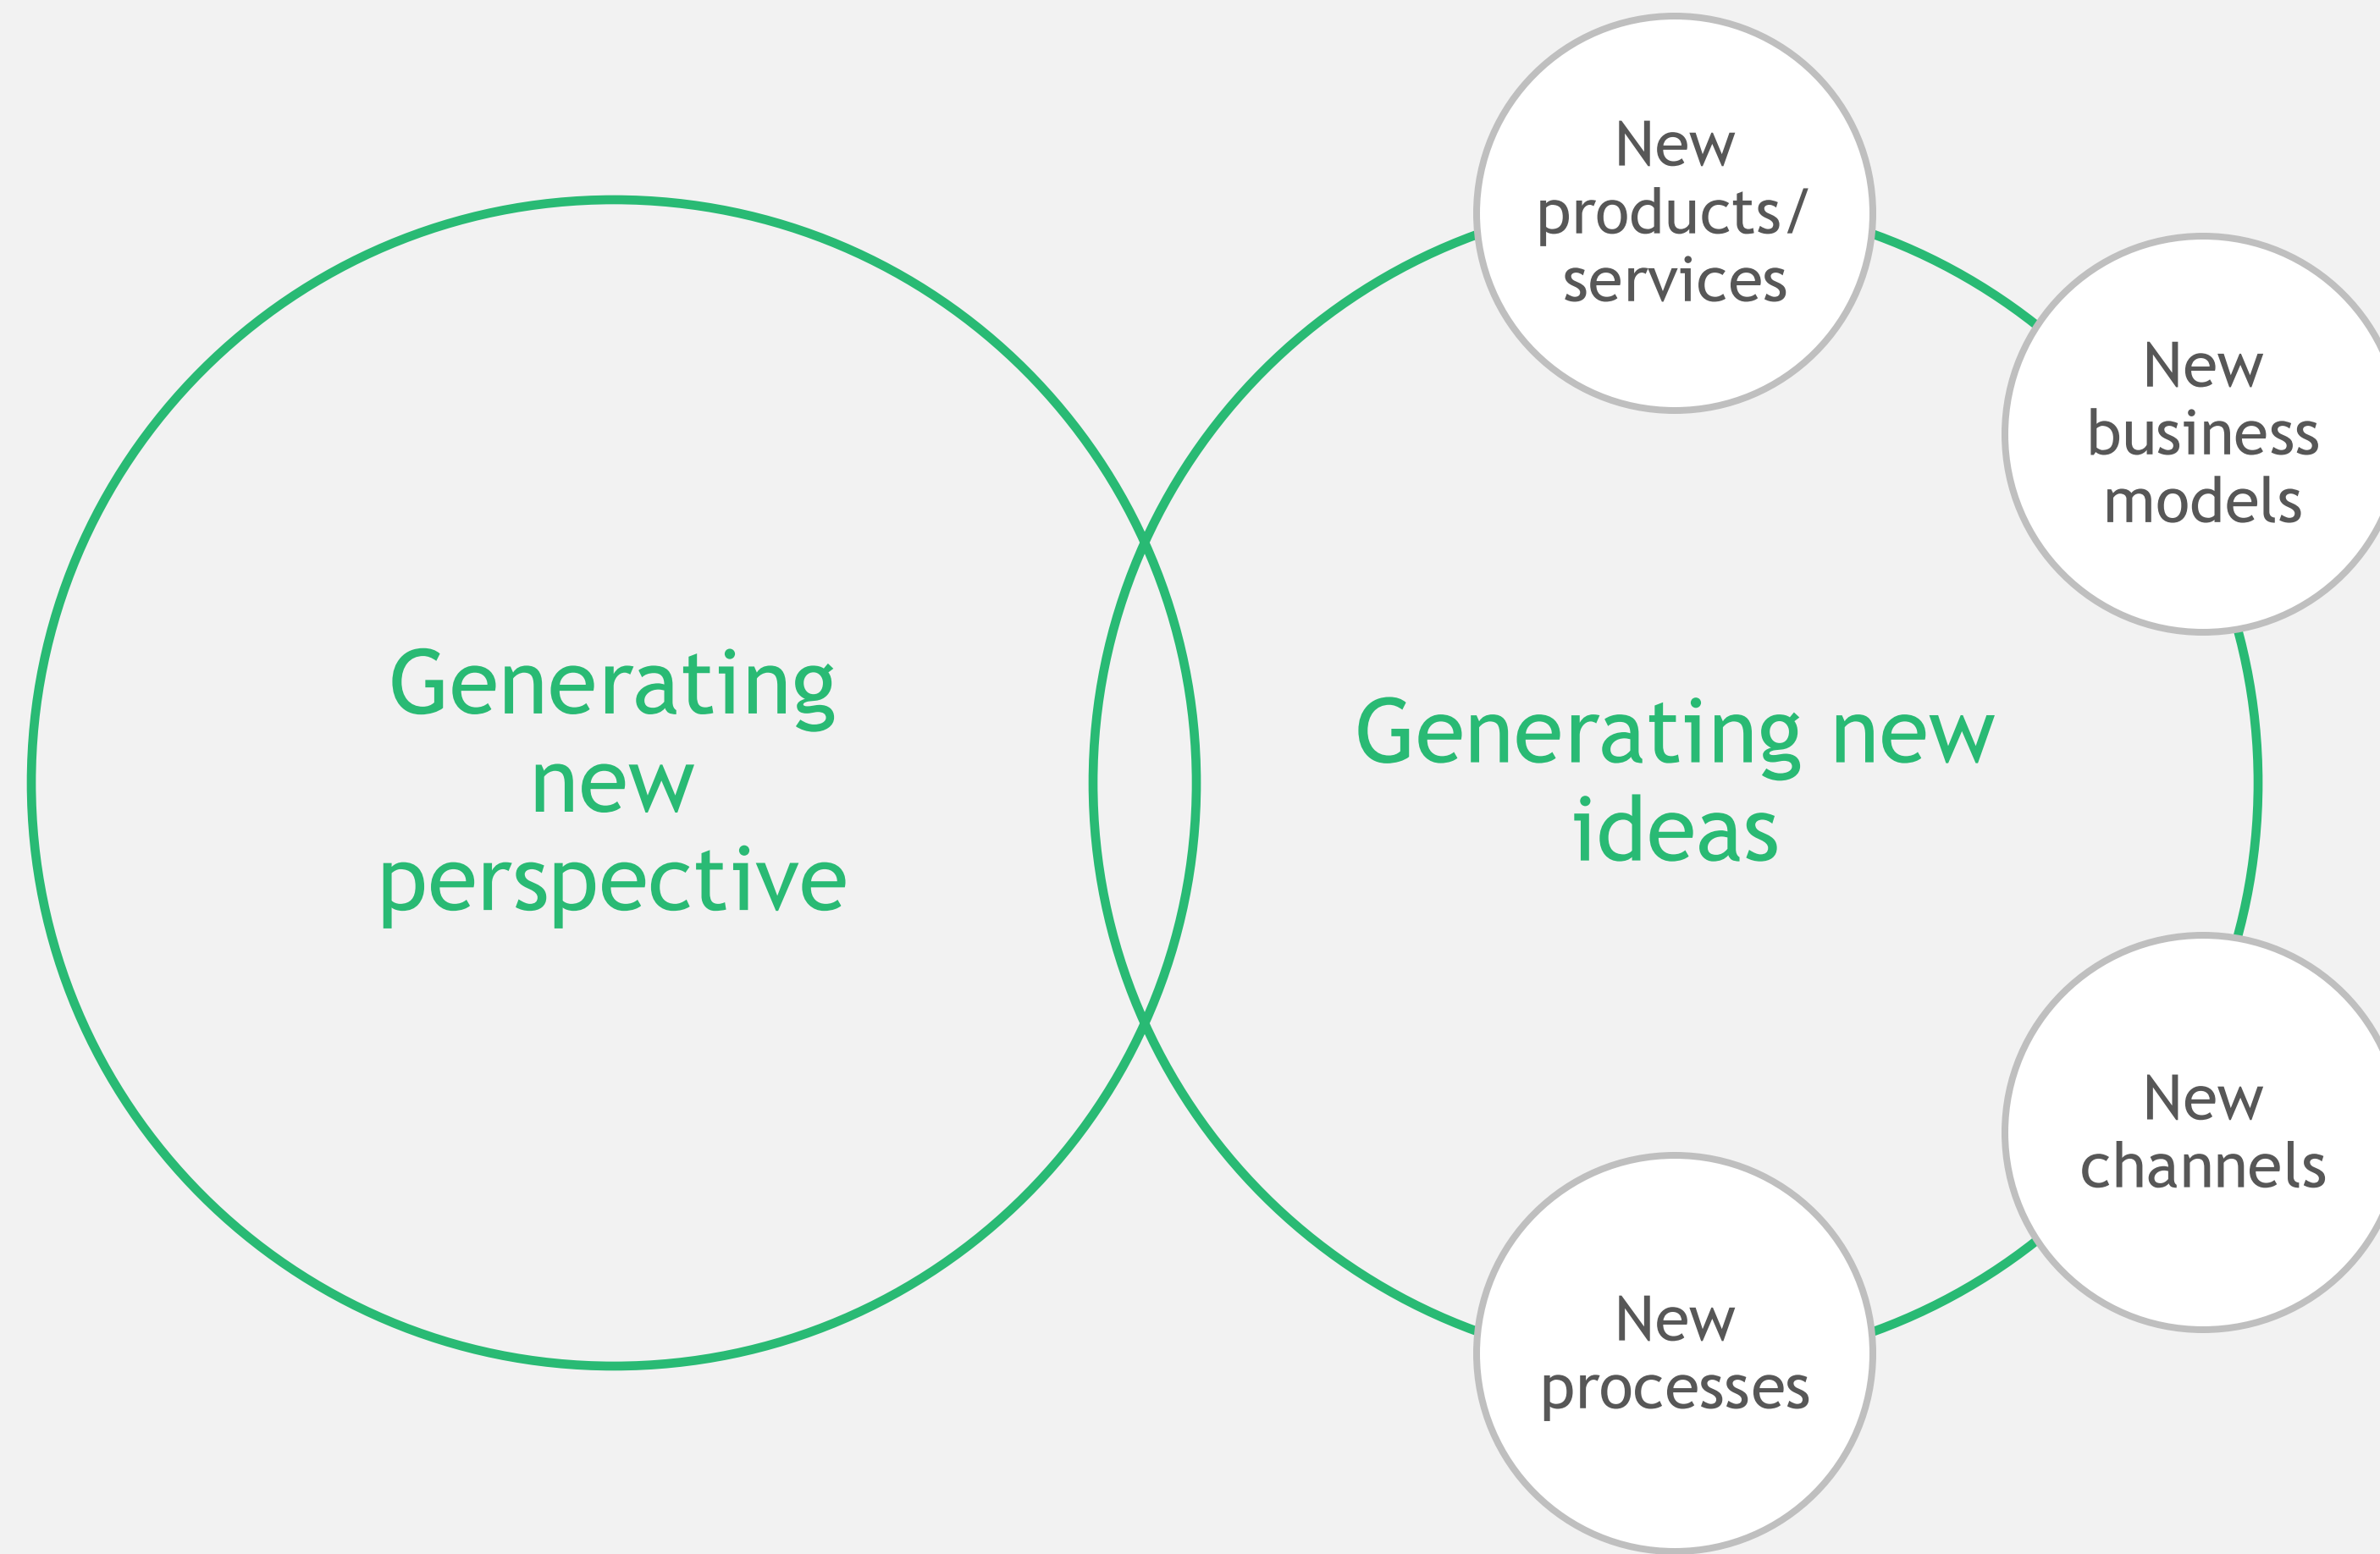 Generating
new
perspective
Generating new
ideas
New
products/
services
New
business
models
New
channels
New
processes